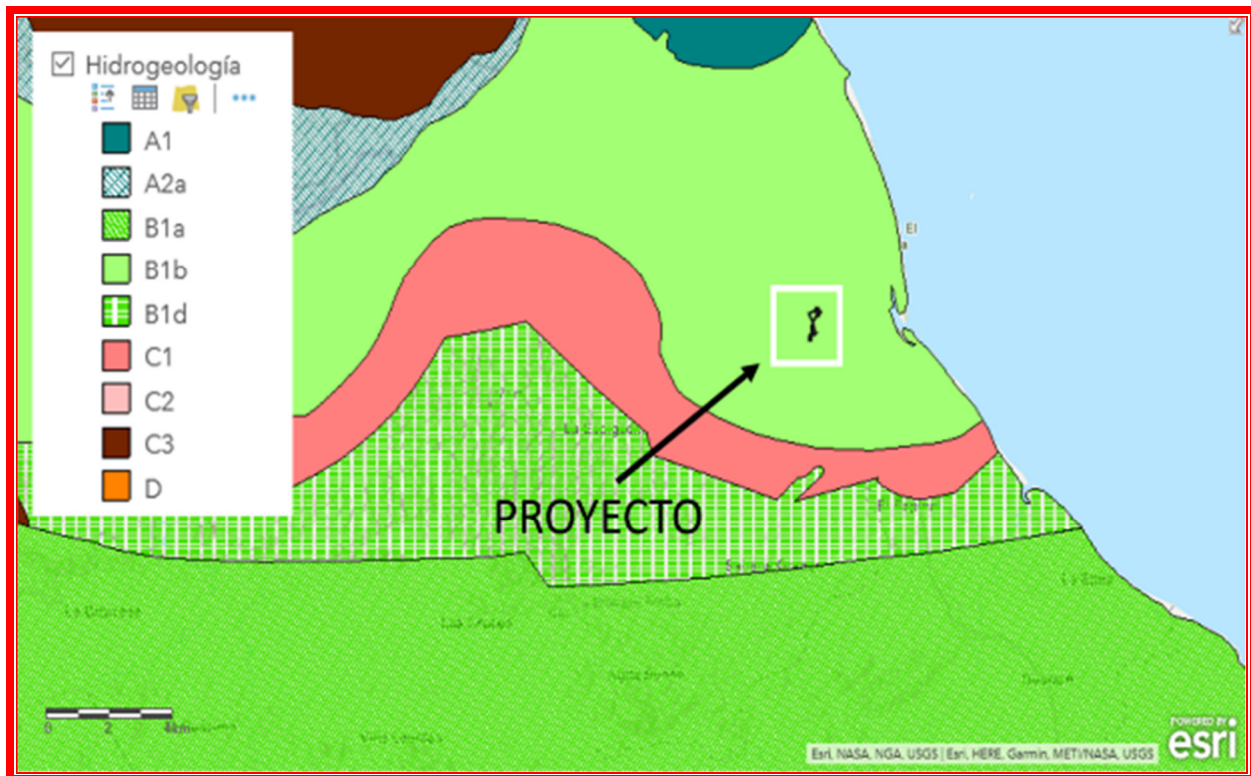 Hidrogeología
A1
A2a
B1a
B1b
B1d
C1
C2
C3
D
El
PROYECTO
0 2 4km
POWERED BY
esri
Esri, NASA, NGA, USGS | Esri, HERE, Garmin, METI/NASA, USGS